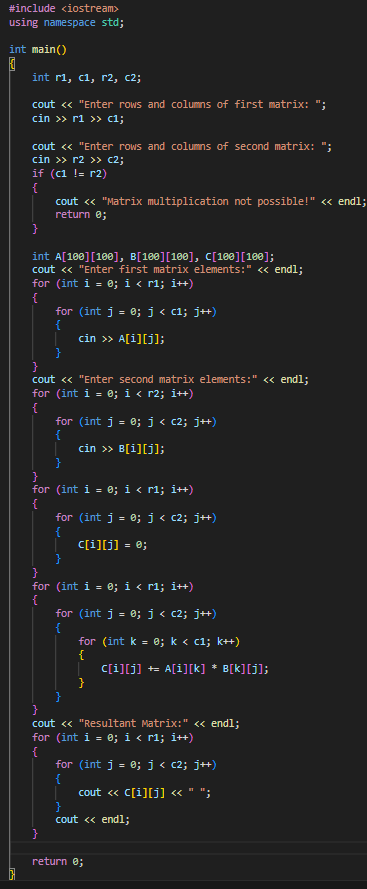 #include <iostream>
using namespace std;

int main()
{
    int r1, c1, r2, c2;

    cout << "Enter rows and columns of first matrix: ";
    cin >> r1 >> c1;

    cout << "Enter rows and columns of second matrix: ";
    cin >> r2 >> c2;
    if (c1 != r2)
    {
        cout << "Matrix multiplication not possible!" << endl;
        return 0;
    }

    int A[100][100], B[100][100], C[100][100];
    cout << "Enter first matrix elements:" << endl;
    for (int i = 0; i < r1; i++)
    {
        for (int j = 0; j < c1; j++)
        {
            cin >> A[i][j];
        }
    }
    cout << "Enter second matrix elements:" << endl;
    for (int i = 0; i < r2; i++)
    {
        for (int j = 0; j < c2; j++)
        {
            cin >> B[i][j];
        }
    }
    for (int i = 0; i < r1; i++)
    {
        for (int j = 0; j < c2; j++)
        {
            C[i][j] = 0;
        }
    }
    for (int i = 0; i < r1; i++)
    {
        for (int j = 0; j < c2; j++)
        {
            for (int k = 0; k < c1; k++)
            {
                C[i][j] += A[i][k] * B[k][j];
            }
        }
    }
    cout << "Resultant Matrix:" << endl;
    for (int i = 0; i < r1; i++)
    {
        for (int j = 0; j < c2; j++)
        {
            cout << C[i][j] << " ";
        }
        cout << endl;
    }

    return 0;
}